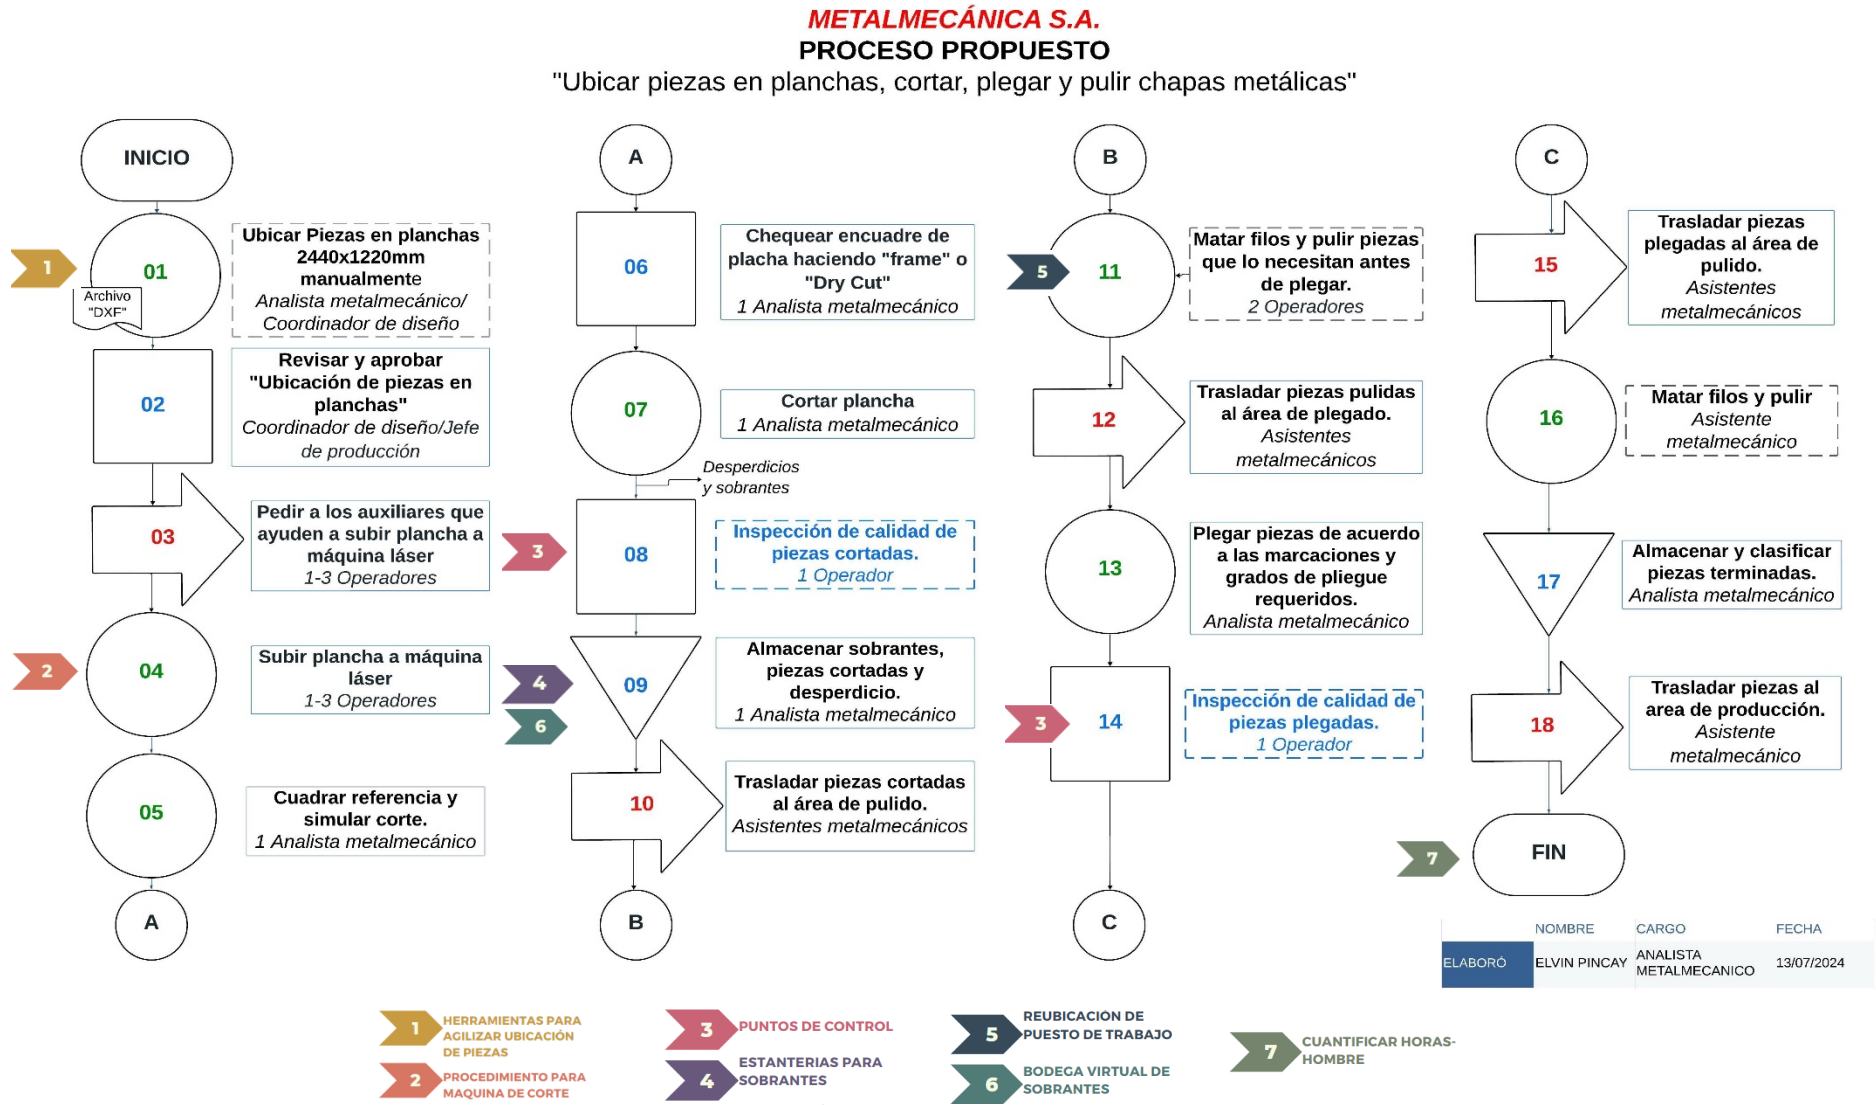 METALMECÁNICA S.A.
PROCESO PROPUESTO
"Ubicar piezas en planchas, cortar, plegar y pulir chapas metálicas"
INICIO
1
01
Archivo
"DXF"
Ubicar Piezas en planchas
2440x1220mm
manualmente
Analista metalmecánico/
Coordinador de diseño
02
Revisar y aprobar
"Ubicación de piezas en
planchas"
Coordinador de diseño/Jefe
de producción
03
Pedir a los auxiliares que
ayuden a subir plancha a
máquina láser
1-3 Operadores
2
04
Subir plancha a máquina
láser
1-3 Operadores
05
Cuadrar referencia y
simular corte.
1 Analista metalmecánico
A
A
06
Chequear encuadre de
placha haciendo "frame" o
"Dry Cut"
1 Analista metalmecánico
07
Cortar plancha
1 Analista metalmecánico
Desperdicios
y sobrantes
3
08
Inspección de calidad de
piezas cortadas.
1 Operador
4
6
09
Almacenar sobrantes,
piezas cortadas y
desperdicio.
1 Analista metalmecánico
10
Trasladar piezas cortadas
al área de pulido.
Asistentes metalmecánicos
B
B
5
11
Matar filos y pulir piezas
que lo necesitan antes
de plegar.
2 Operadores
12
Trasladar piezas pulidas
al área de plegado.
Asistentes
metalmecánicos
13
Plegar piezas de acuerdo
a las marcaciones y
grados de pliegue
requeridos.
Analista metalmecánico
3
14
Inspección de calidad de
piezas plegadas.
1 Operador
C
C
15
Trasladar piezas
plegadas al área de
pulido.
Asistentes
metalmecánicos
16
Matar filos y pulir
Asistente
metalmecánico
17
Almacenar y clasificar
piezas terminadas.
Analista metalmecánico
18
Trasladar piezas al
area de producción.
Asistente
metalmecánico
7
FIN
NOMBRE CARGO FECHA
ELABORÓ ELVIN PINCAY ANALISTA METALMECANICO 13/07/2024
1 HERRAMIENTAS PARA
AGILIZAR UBICACIÓN
DE PIEZAS
2 PROCEDIMIENTO PARA
MAQUINA DE CORTE
3 PUNTOS DE CONTROL
4 ESTANTERIAS PARA
SOBRANTES
5 REUBICACIÓN DE
PUESTO DE TRABAJO
6 BODEGA VIRTUAL DE
SOBRANTES
7 CUANTIFICAR HORAS-
HOMBRE